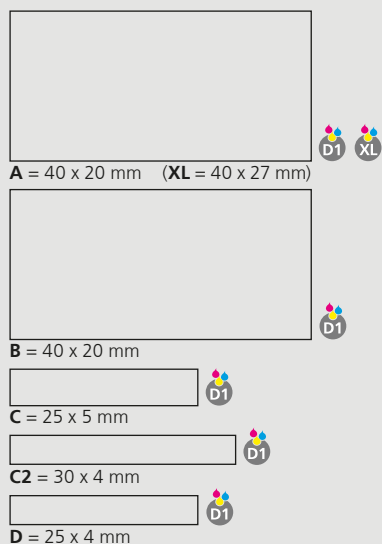 D1 XL
A = 40 x 20 mm (XL = 40 x 27 mm)
D1
B = 40 x 20 mm
D1
C = 25 x 5 mm
D1
C2 = 30 x 4 mm
D1
D = 25 x 4 mm